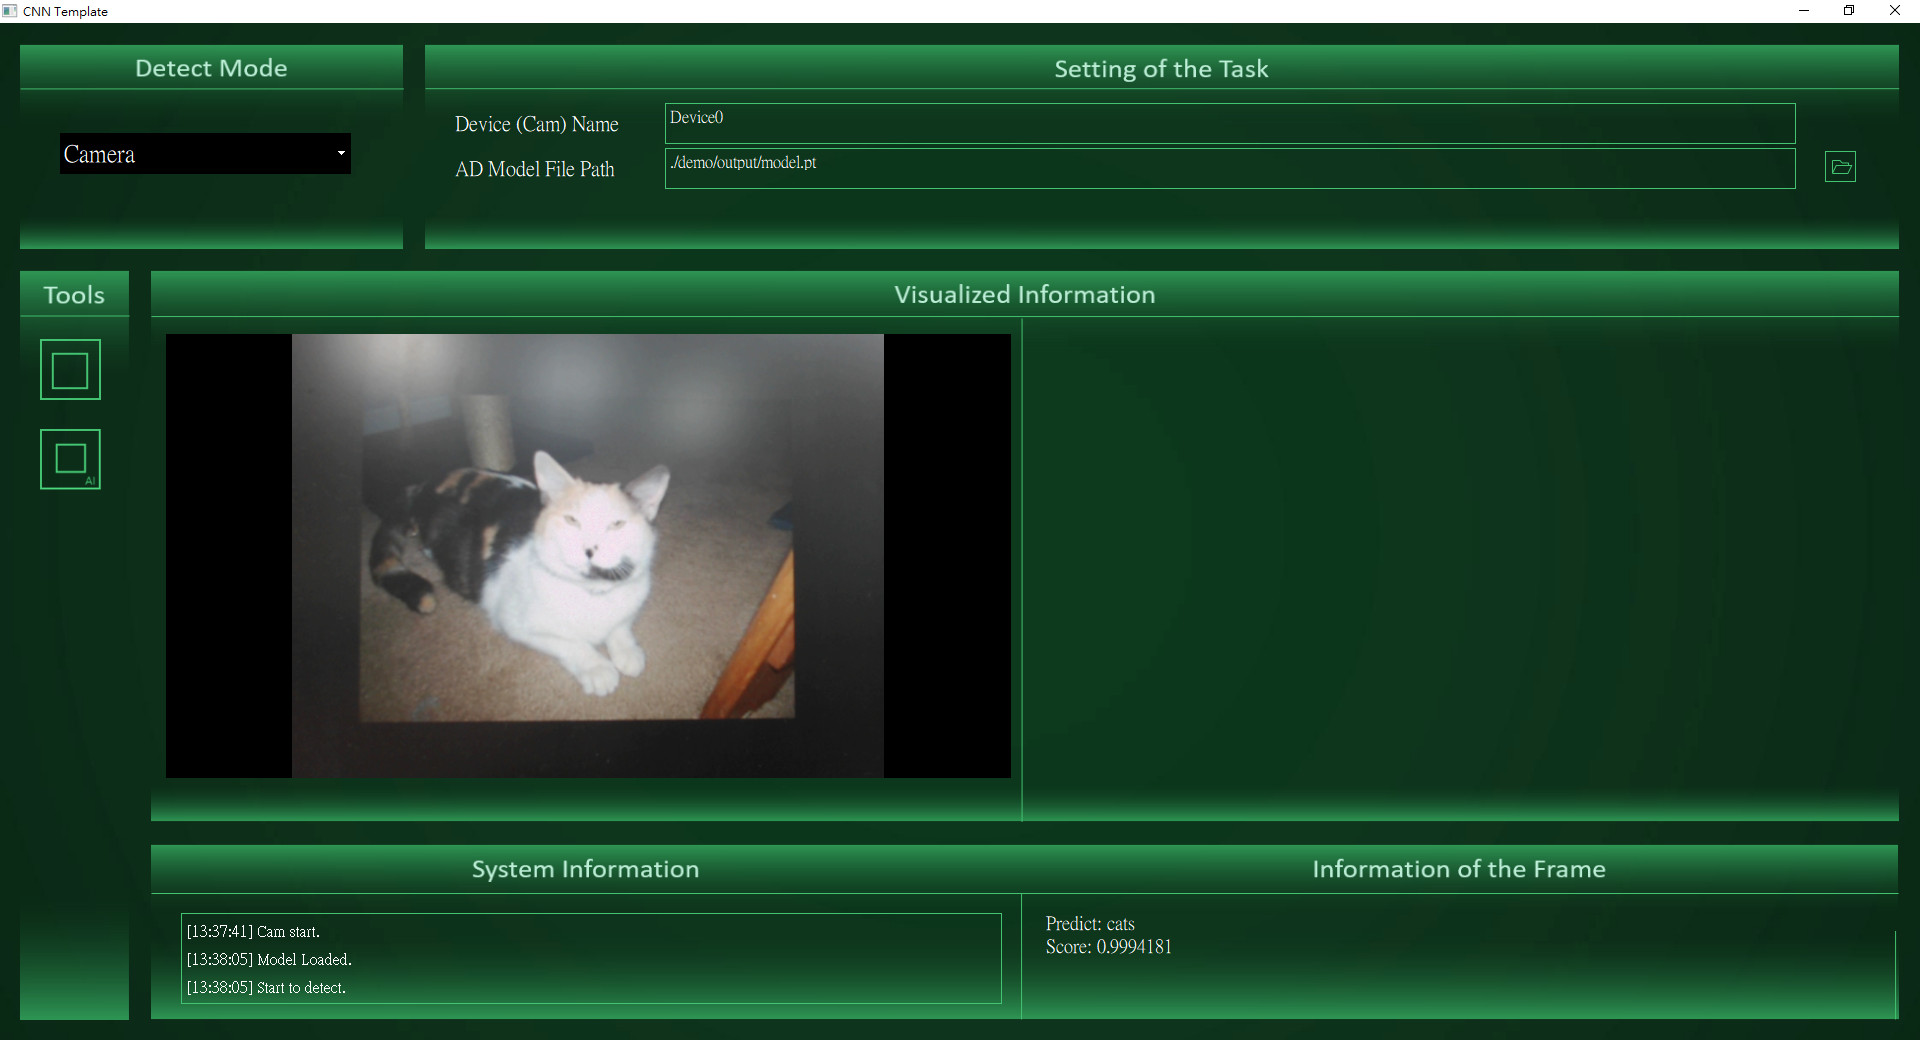 CNN Template
Detect Mode
Camera
Setting of the Task
Device (Cam) Name
Device0
AD Model File Path
./demo/output/model.pt
Tools
AI
Visualized Information
System Information
[13:37:41] Cam start.
[13:38:05] Model Loaded.
[13:38:05] Start to detect.
Information of the Frame
Predict: cats
Score: 0.9994181